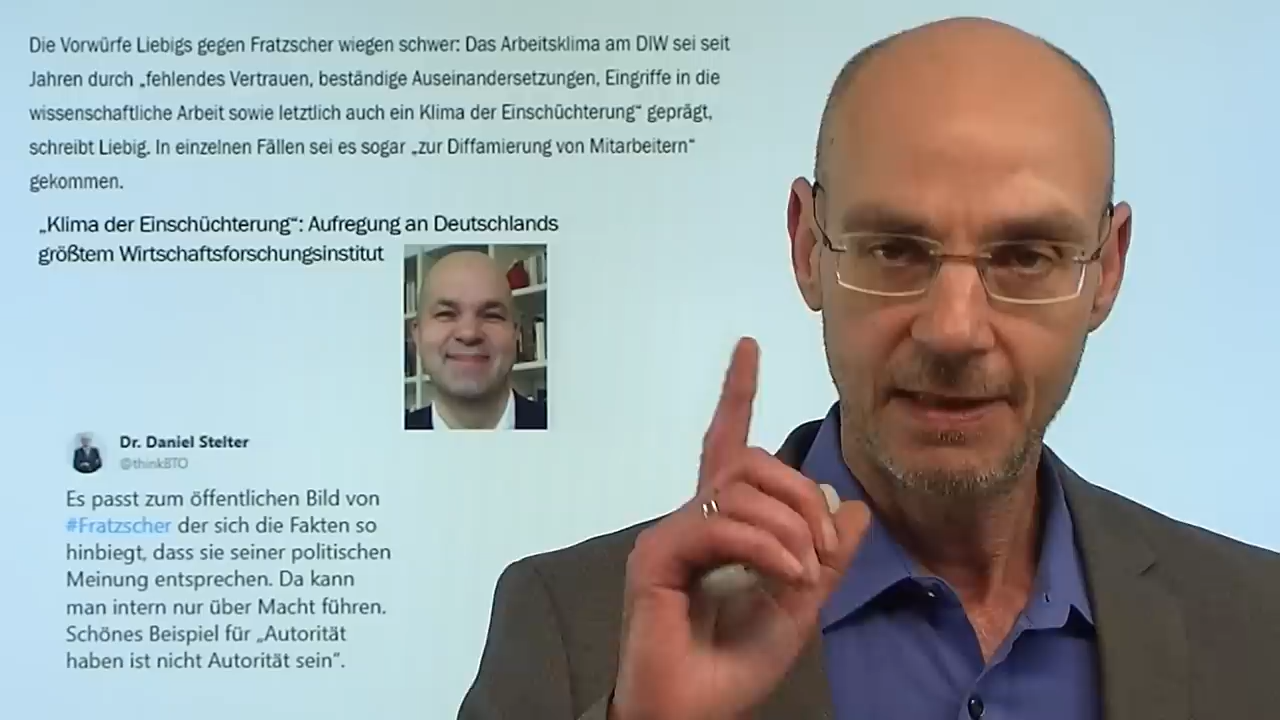 Die Vorwürfe Liebigs gegen Fratzscher wiegen schwer: Das Arbeitsklima am DIW sei seit
Jahren durch „fehlendes Vertrauen, beständige Auseinandersetzungen, Eingriffe in die
wissenschaftliche Arbeit sowie letztlich auch ein Klima der Einschüchterung“ geprägt,
schreibt Liebig. In einzelnen Fällen sei es sogar „zur Diffamierung von Mitarbeitern“
gekommen.
„Klima der Einschüchterung“: Aufregung an Deutschlands
größtem Wirtschaftsforschungsinstitut
Dr. Daniel Stelter
@thinkBTO
Es passt zum öffentlichen Bild von
#Fratzscher der sich die Fakten so
hinbiegt, dass sie seiner politischen
Meinung entsprechen. Da kann
man intern nur über Macht führen.
Schönes Beispiel für „Autorität
haben ist nicht Autorität sein“.